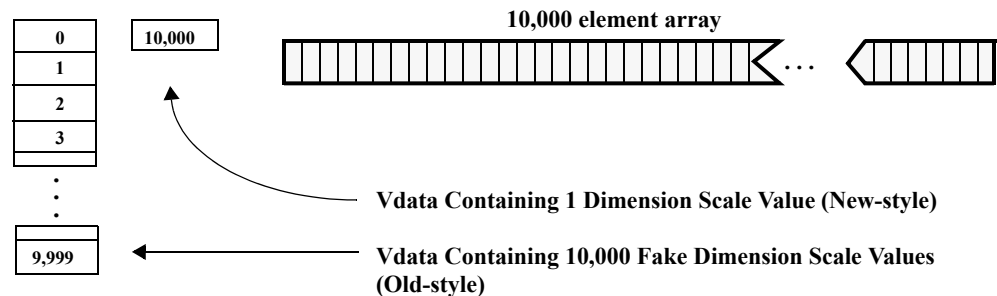 10,000 element array
0
10,000
1
2
3
. . .
9,999
Vdata Containing 1 Dimension Scale Value (New-style)
Vdata Containing 10,000 Fake Dimension Scale Values
(Old-style)